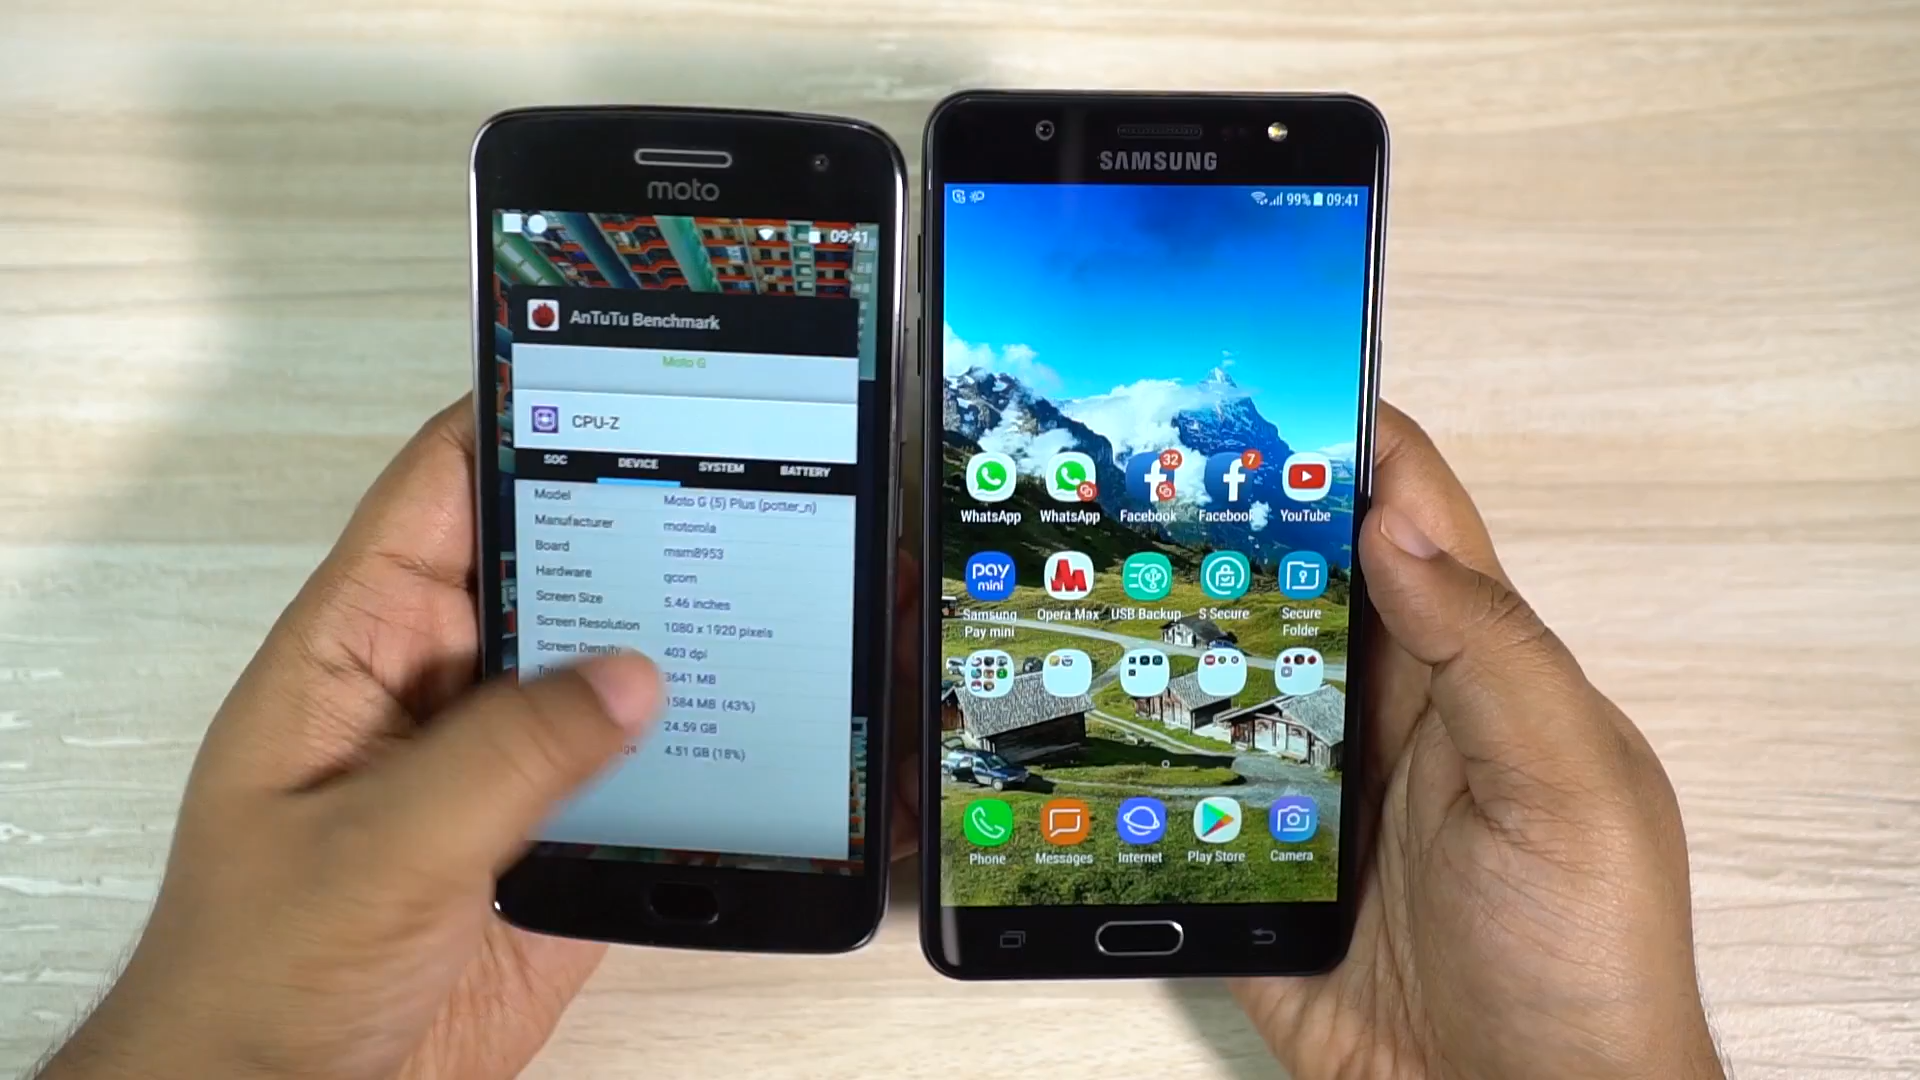 moto
09:41
AnTuTu Benchmark
Moto G
CPU-Z
SOC DEVICE SYSTEM BATTERY
Model Moto G (5) Plus (potter_n)
Manufacturer motorola
Board msm8953
Hardware qcom
Screen Size 5.46 inches
Screen Resolution 1080 x 1920 pixels
Screen Density 403 dpi
3641 MB
1584 MB (43%)
24.59 GB
4.51 GB (18%)
SAMSUNG
99% 09:41
32 7
WhatsApp WhatsApp Facebook Facebook YouTube
pay
mini
Samsung
Pay mini
Opera Max USB Backup S Secure Secure
Folder
Phone Messages Internet Play Store Camera